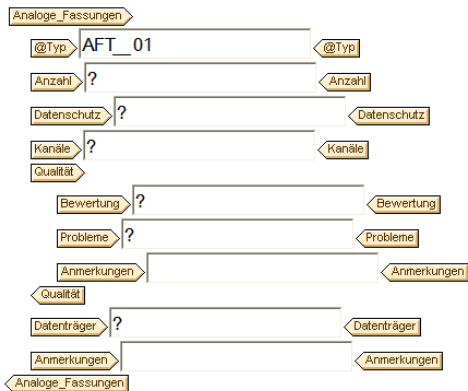 Analoge_Fassungen
@Typ AFT__01 @Typ
Anzahl ? Anzahl
Datenschutz ? Datenschutz
Kanäle ? Kanäle
Qualität
Bewertung ? Bewertung
Probleme ? Probleme
Anmerkungen Anmerkungen
Qualität
Datenträger ? Datenträger
Anmerkungen Anmerkungen
Analoge_Fassungen